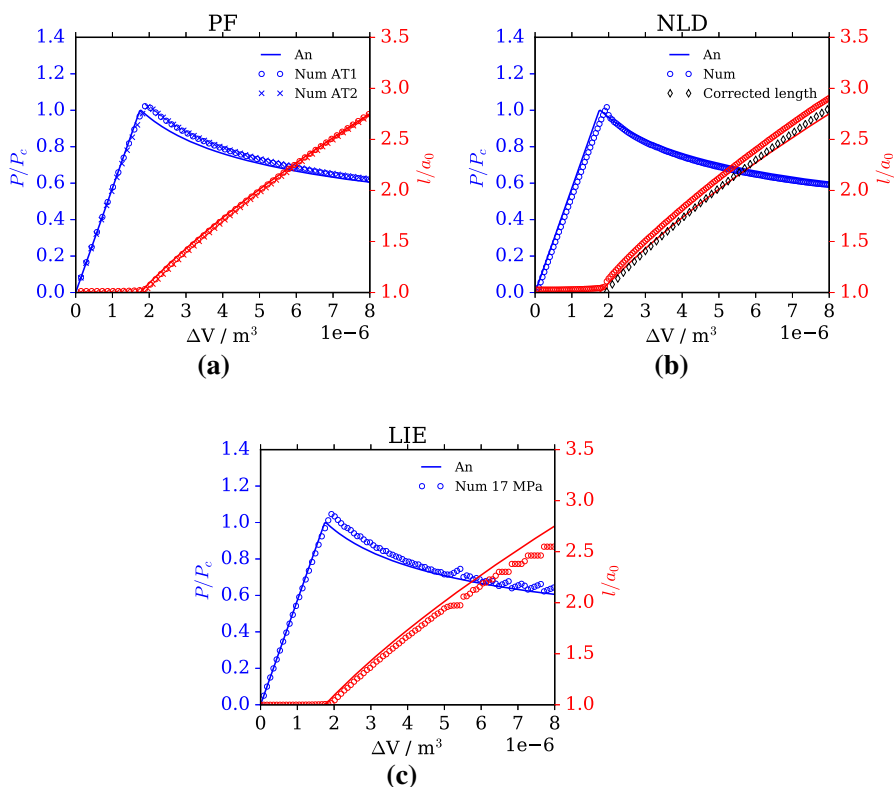 PF
1.4
1.2
1.0
0.8
0.6
0.4
0.2
0.0
P/P_c
An
Num AT1
Num AT2
3.5
3.0
2.5
2.0
1.5
1.0
l/a_0
0 1 2 3 4 5 6 7 8
ΔV / m³
1e−6
(a)
NLD
1.4
1.2
1.0
0.8
0.6
0.4
0.2
0.0
P/P_c
An
Num
Corrected length
3.5
3.0
2.5
2.0
1.5
1.0
l/a_0
0 1 2 3 4 5 6 7 8
ΔV / m³
1e−6
(b)
LIE
1.4
1.2
1.0
0.8
0.6
0.4
0.2
0.0
P/P_c
An
Num 17 MPa
3.5
3.0
2.5
2.0
1.5
1.0
l/a_0
0 1 2 3 4 5 6 7 8
ΔV / m³
1e−6
(c)